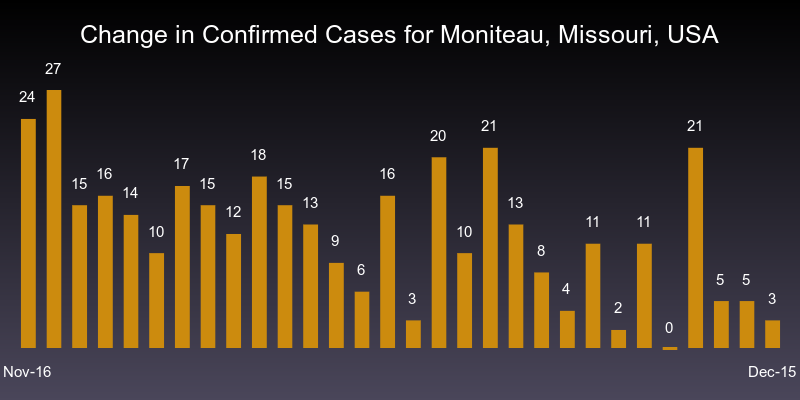 Change in Confirmed Cases for Moniteau, Missouri, USA
24 27 15 16 14 10 17 15 12 18 15 13 9 6 16 3 20 10 21 13 8 4 11 2 11 0 21 5 5 3
Nov-16 Dec-15